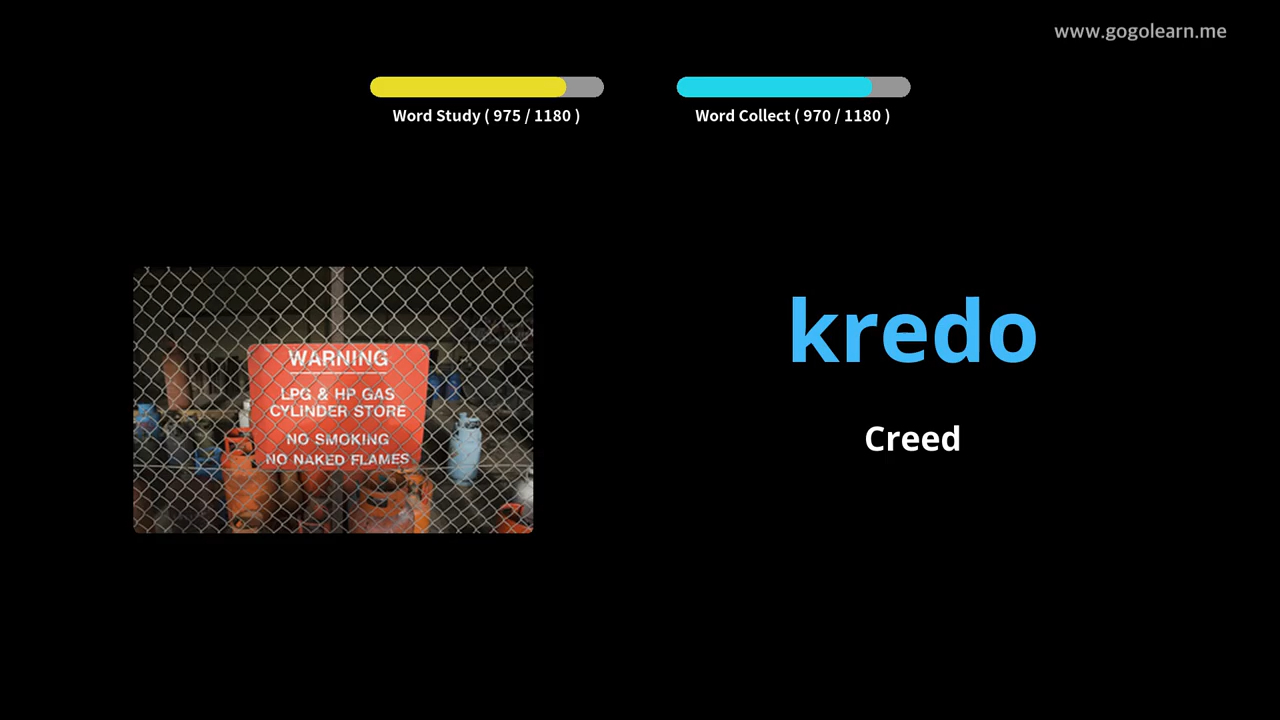 www.gogolearn.me
Word Study ( 975 / 1180 )
Word Collect ( 970 / 1180 )
WARNING
LPG & HP GAS
CYLINDER STORE
NO SMOKING
NO NAKED FLAMES
kredo
Creed